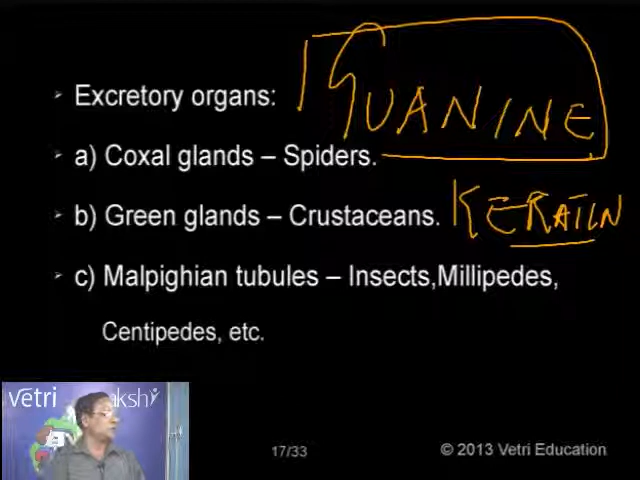 Excretory organs:
GUANINE
a) Coxal glands – Spiders.
b) Green glands – Crustaceans.
KERATIN
c) Malpighian tubules – Insects,Millipedes,
Centipedes, etc.
vetri
kshi
17/33
© 2013 Vetri Education